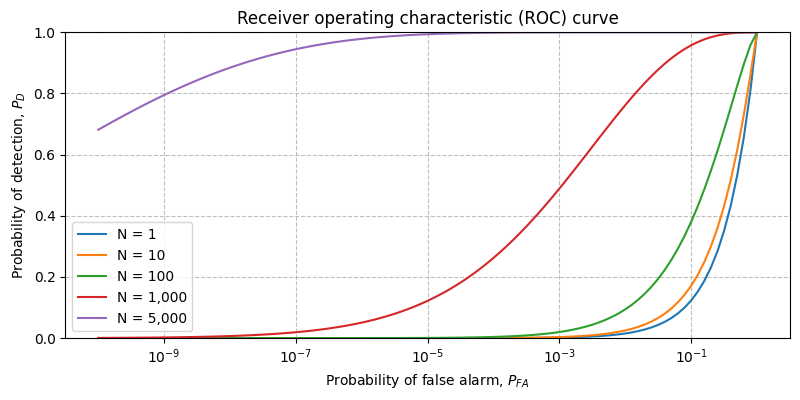 Receiver operating characteristic (ROC) curve
Probability of detection, $P_D$
1.0
0.8
0.6
0.4
0.2
0.0
N = 1
N = 10
N = 100
N = 1,000
N = 5,000
10⁻⁹ 10⁻⁷ 10⁻⁵ 10⁻³ 10⁻¹
Probability of false alarm, $P_{FA}$